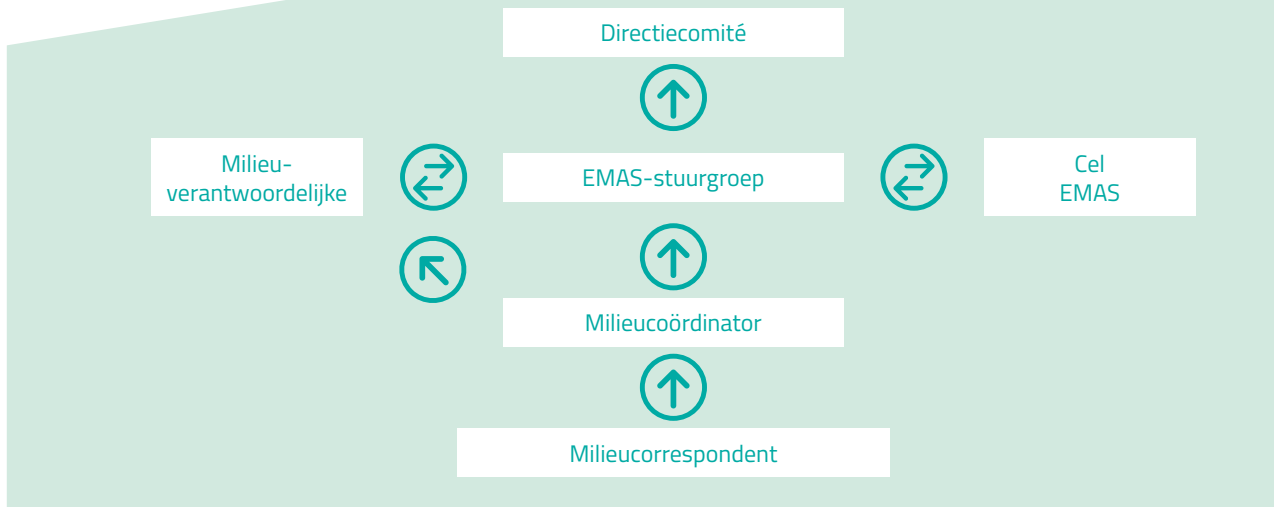 Directiecomité
Milieu-
verantwoordelijke
EMAS-stuurgroep
Cel
EMAS
Milieucoördinator
Milieucorrespondent